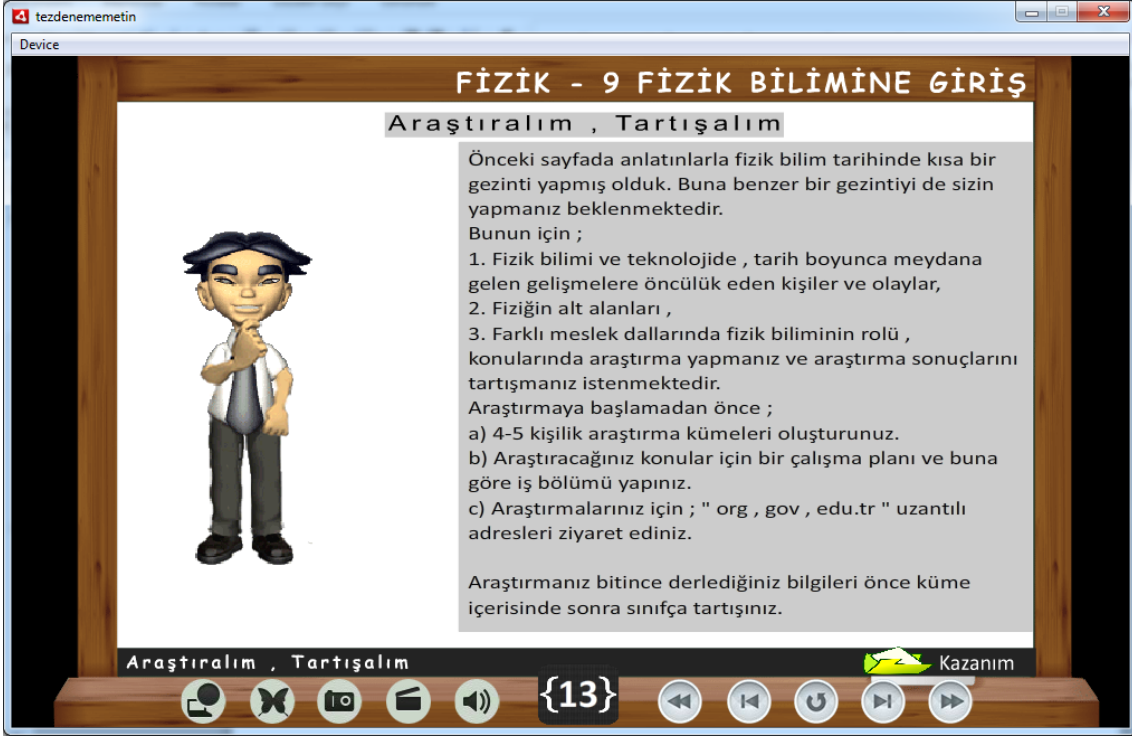 tezdenememetin
Device
FİZİK - 9 FİZİK BİLİMİNE GİRİŞ
Araştıralım , Tartışalım
Önceki sayfada anlatınlarla fizik bilim tarihinde kısa bir
gezinti yapmış olduk. Buna benzer bir gezintiyi de sizin
yapmanız beklenmektedir.
Bunun için ;
1. Fizik bilimi ve teknolojide , tarih boyunca meydana
gelen gelişmelere öncülük eden kişiler ve olaylar,
2. Fiziğin alt alanları ,
3. Farklı meslek dallarında fizik biliminin rolü ,
konularında araştırma yapmanız ve araştırma sonuçlarını
tartışmanız istenmektedir.
Araştırmaya başlamadan önce ;
a) 4-5 kişilik araştırma kümeleri oluşturunuz.
b) Araştıracağınız konular için bir çalışma planı ve buna
göre iş bölümü yapınız.
c) Araştırmalarınız için ; " org , gov , edu.tr " uzantılı
adresleri ziyaret ediniz.
Araştırmanız bitince derlediğiniz bilgileri önce küme
içerisinde sonra sınıfça tartışınız.
Araştıralım , Tartışalım
Kazanım
{13}